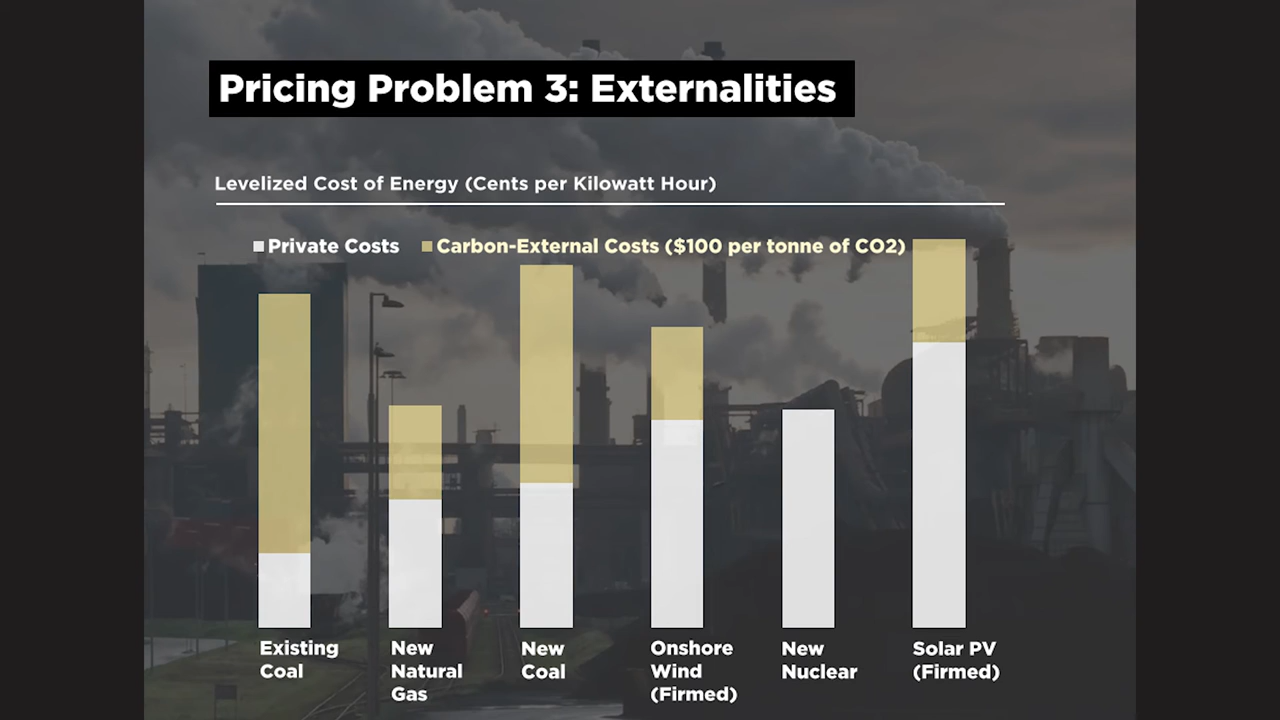 Pricing Problem 3: Externalities
Levelized Cost of Energy (Cents per Kilowatt Hour)
Private Costs
Carbon-External Costs ($100 per tonne of CO2)
Existing
Coal
New
Natural
Gas
New
Coal
Onshore
Wind
(Firmed)
New
Nuclear
Solar PV
(Firmed)